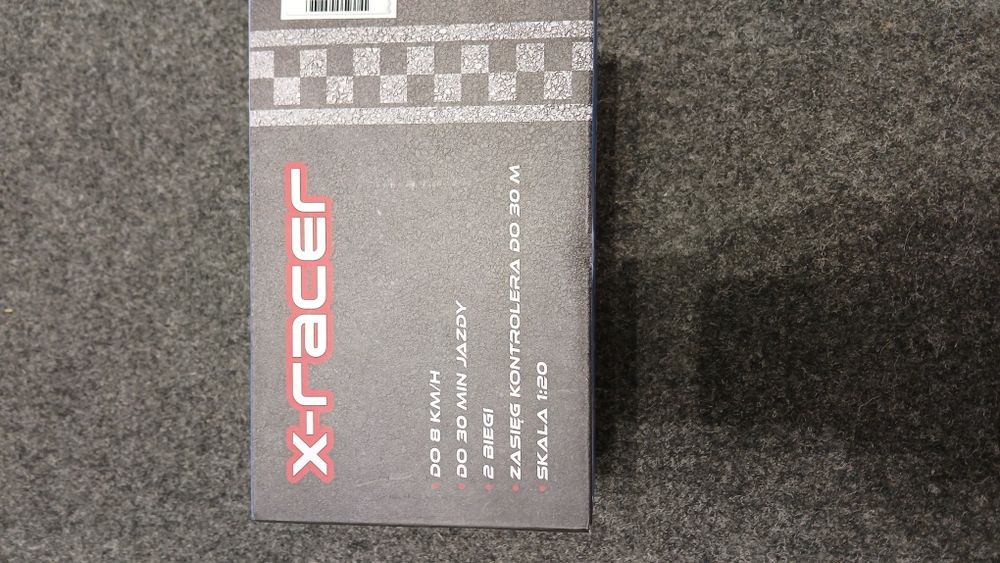 x-racer
DO 8 KM/H
DO 30 MIN JAZDY
2 BIEGI
ZASIĘG KONTROLERA DO 30 M
SKALA 1:20